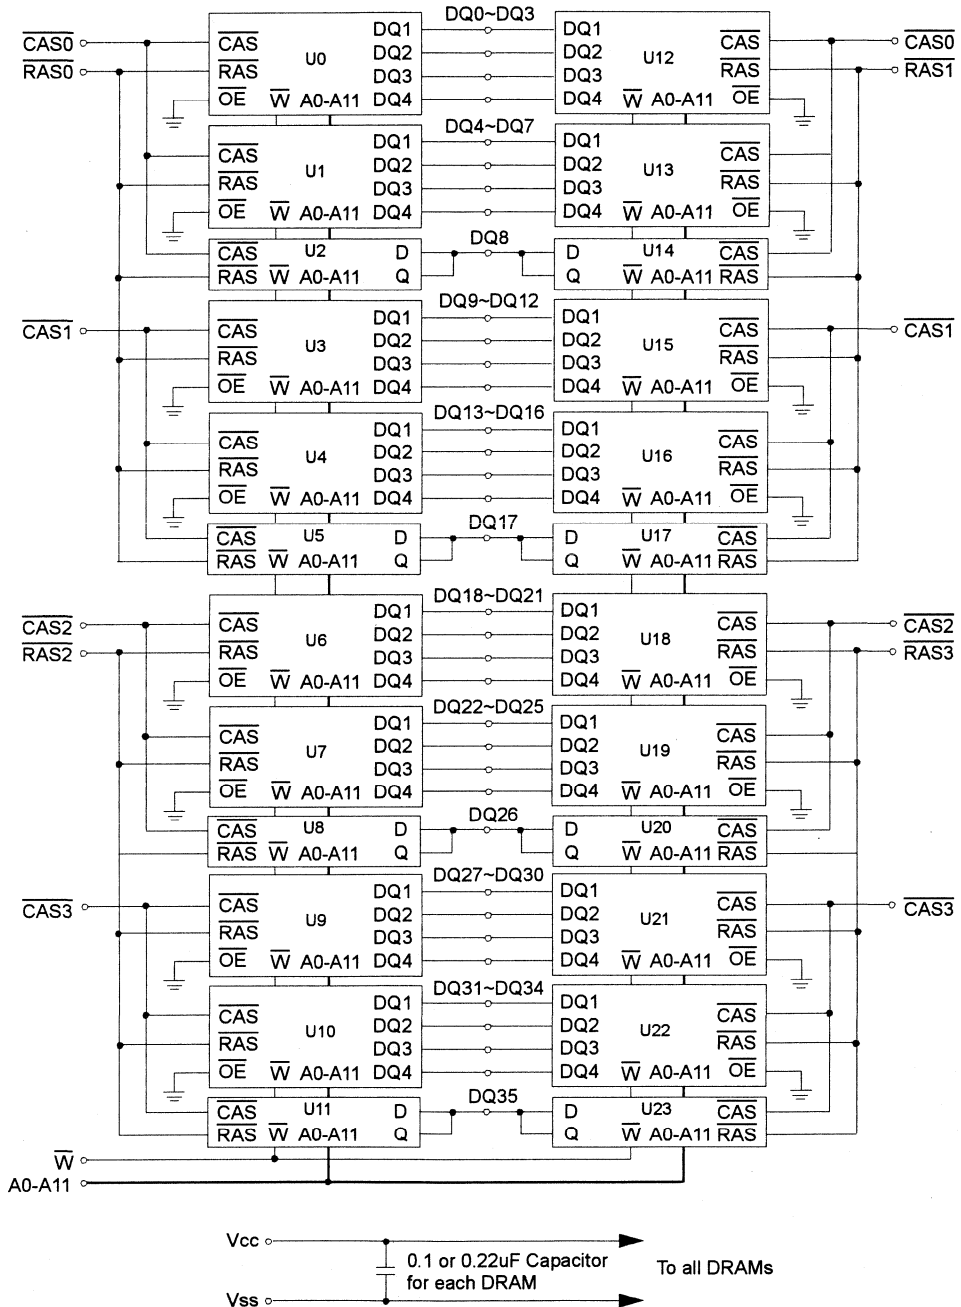 DQ0~DQ3
CAS0 CAS U0 DQ1 DQ1 U12 CAS CAS0
RAS0 RAS DQ2 DQ2 RAS RAS1
DQ3 DQ3
OE W A0-A11 DQ4 DQ4 W A0-A11 OE
DQ4~DQ7
CAS U1 DQ1 DQ1 U13 CAS
RAS DQ2 DQ2 RAS
DQ3 DQ3
OE W A0-A11 DQ4 DQ4 W A0-A11 OE
DQ8
CAS U2 D D U14 CAS
RAS W A0-A11 Q Q W A0-A11 RAS
DQ9~DQ12
CAS1 CAS U3 DQ1 DQ1 U15 CAS CAS1
RAS DQ2 DQ2 RAS
DQ3 DQ3
OE W A0-A11 DQ4 DQ4 W A0-A11 OE
DQ13~DQ16
CAS U4 DQ1 DQ1 U16 CAS
RAS DQ2 DQ2 RAS
DQ3 DQ3
OE W A0-A11 DQ4 DQ4 W A0-A11 OE
DQ17
CAS U5 D D U17 CAS
RAS W A0-A11 Q Q W A0-A11 RAS
DQ18~DQ21
CAS2 CAS U6 DQ1 DQ1 U18 CAS CAS2
RAS2 RAS DQ2 DQ2 RAS RAS3
DQ3 DQ3
OE W A0-A11 DQ4 DQ4 W A0-A11 OE
DQ22~DQ25
CAS U7 DQ1 DQ1 U19 CAS
RAS DQ2 DQ2 RAS
DQ3 DQ3
OE W A0-A11 DQ4 DQ4 W A0-A11 OE
DQ26
CAS U8 D D U20 CAS
RAS W A0-A11 Q Q W A0-A11 RAS
DQ27~DQ30
CAS3 CAS U9 DQ1 DQ1 U21 CAS CAS3
RAS DQ2 DQ2 RAS
DQ3 DQ3
OE W A0-A11 DQ4 DQ4 W A0-A11 OE
DQ31~DQ34
CAS U10 DQ1 DQ1 U22 CAS
RAS DQ2 DQ2 RAS
DQ3 DQ3
OE W A0-A11 DQ4 DQ4 W A0-A11 OE
DQ35
CAS U11 D D U23 CAS
RAS W A0-A11 Q Q W A0-A11 RAS
W
A0-A11
Vcc
0.1 or 0.22uF Capacitor
for each DRAM
To all DRAMs
Vss